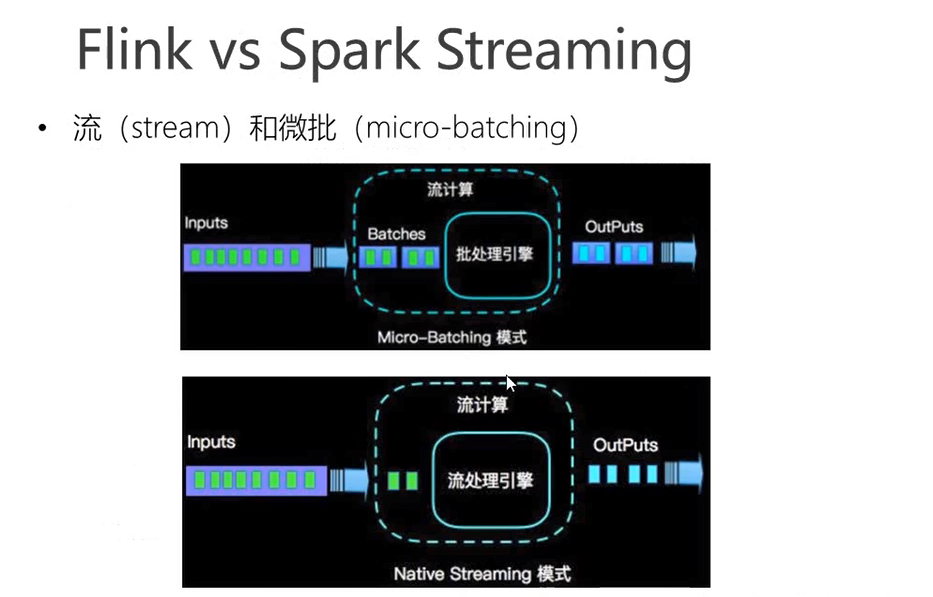 Flink vs Spark Streaming
• 流（stream）和微批（micro-batching）
流计算
Inputs
Batches
批处理引擎
OutPuts
Micro-Batching 模式
流计算
Inputs
流处理引擎
OutPuts
Native Streaming 模式